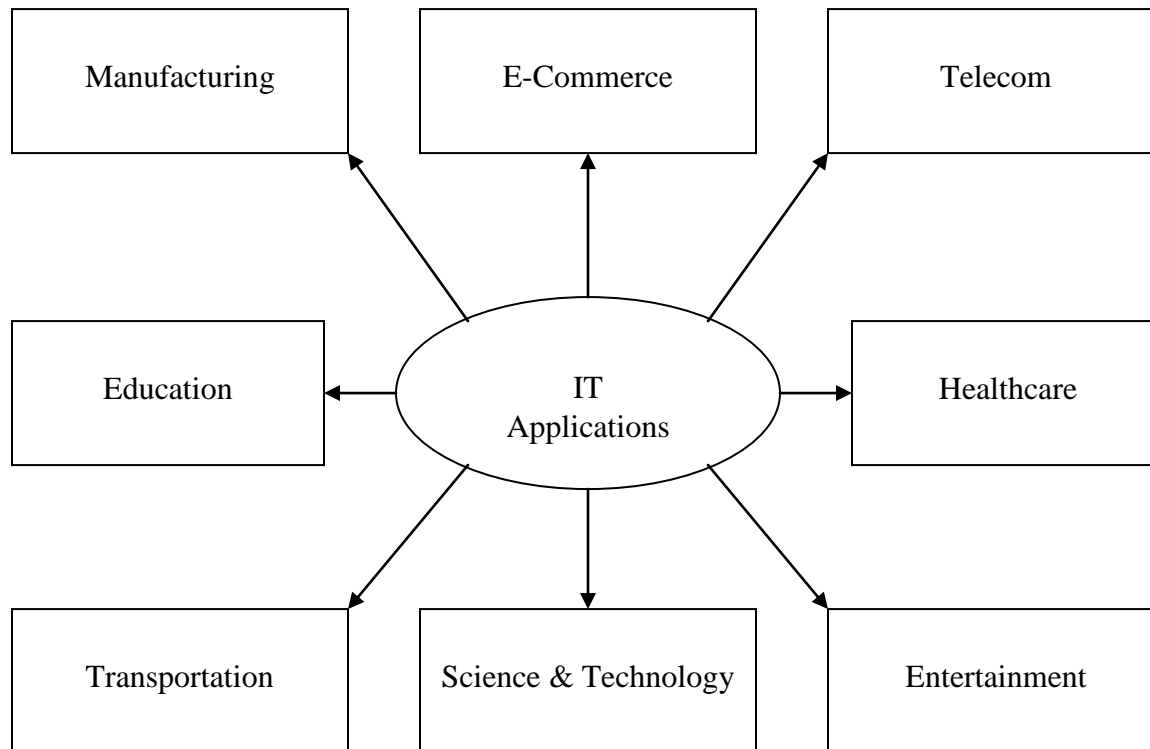 Manufacturing
E-Commerce
Telecom
Education
IT
Applications
Healthcare
Transportation
Science & Technology
Entertainment